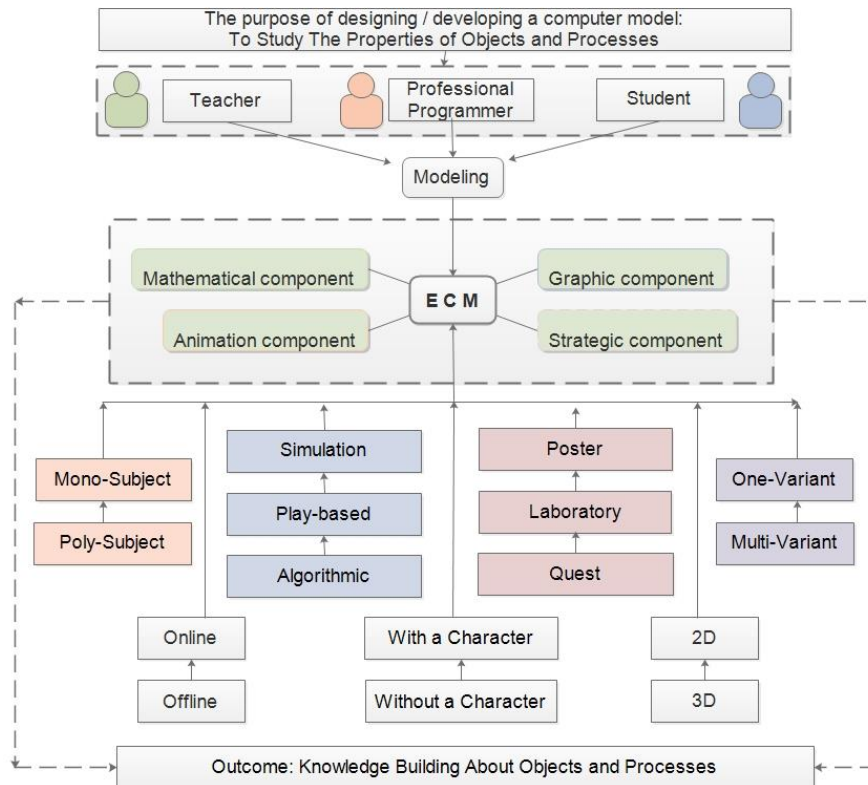 The purpose of designing / developing a computer model:
To Study The Properties of Objects and Processes
Teacher
Professional
Programmer
Student
Modeling
Mathematical component
Graphic component
E C M
Animation component
Strategic component
Simulation
Poster
Mono-Subject
One-Variant
Play-based
Laboratory
Poly-Subject
Multi-Variant
Algorithmic
Quest
Online
With a Character
2D
Offline
Without a Character
3D
Outcome: Knowledge Building About Objects and Processes